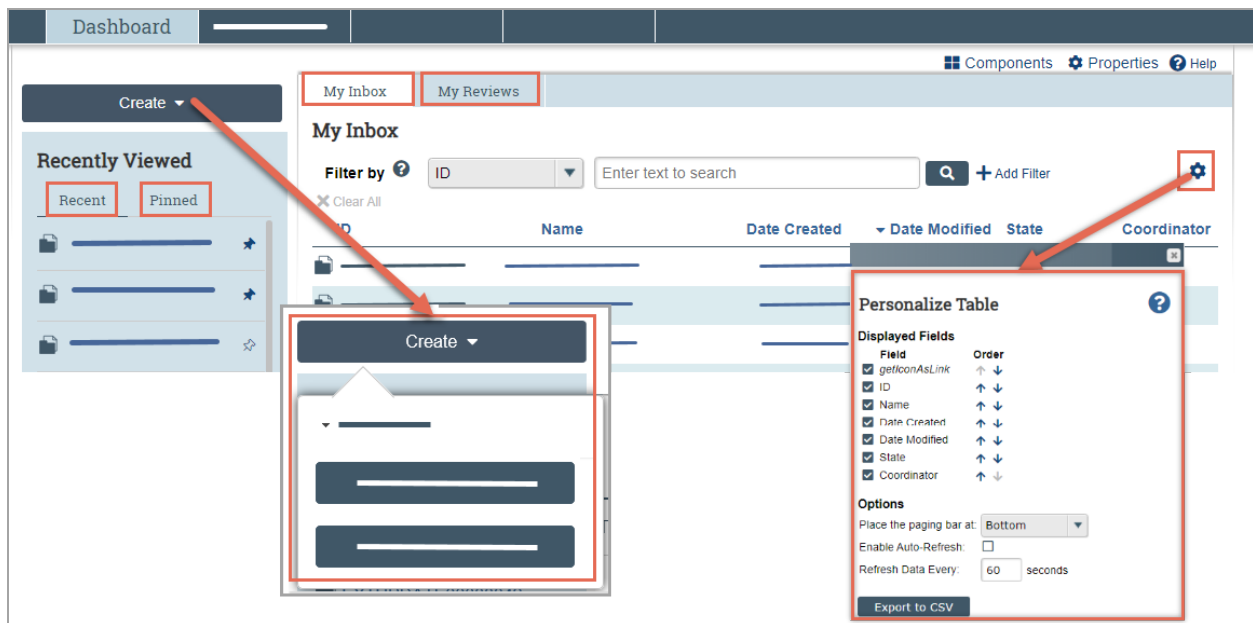 Dashboard
Components Properties Help
Create
My Inbox My Reviews
Recently Viewed
Recent Pinned
My Inbox
Filter by ID Enter text to search Add Filter
Clear All
ID Name Date Created Date Modified State Coordinator
Create
Personalize Table
Displayed Fields
Field Order
getIconAsLink
ID
Name
Date Created
Date Modified
State
Coordinator
Options
Place the paging bar at: Bottom
Enable Auto-Refresh:
Refresh Data Every: 60 seconds
Export to CSV